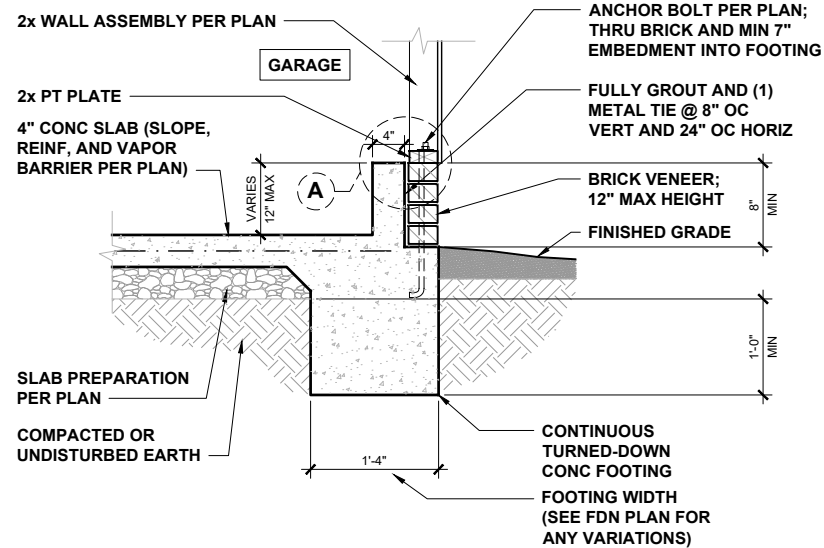 2x WALL ASSEMBLY PER PLAN
GARAGE
2x PT PLATE
4" CONC SLAB (SLOPE,
REINF, AND VAPOR
BARRIER PER PLAN)
VARIES
12" MAX
4"
A
ANCHOR BOLT PER PLAN;
THRU BRICK AND MIN 7"
EMBEDMENT INTO FOOTING
FULLY GROUT AND (1)
METAL TIE @ 8" OC
VERT AND 24" OC HORIZ
BRICK VENEER;
12" MAX HEIGHT
FINISHED GRADE
8"
MIN
1'-0"
MIN
SLAB PREPARATION
PER PLAN
COMPACTED OR
UNDISTURBED EARTH
1'-4"
CONTINUOUS
TURNED-DOWN
CONC FOOTING
FOOTING WIDTH
(SEE FDN PLAN FOR
ANY VARIATIONS)